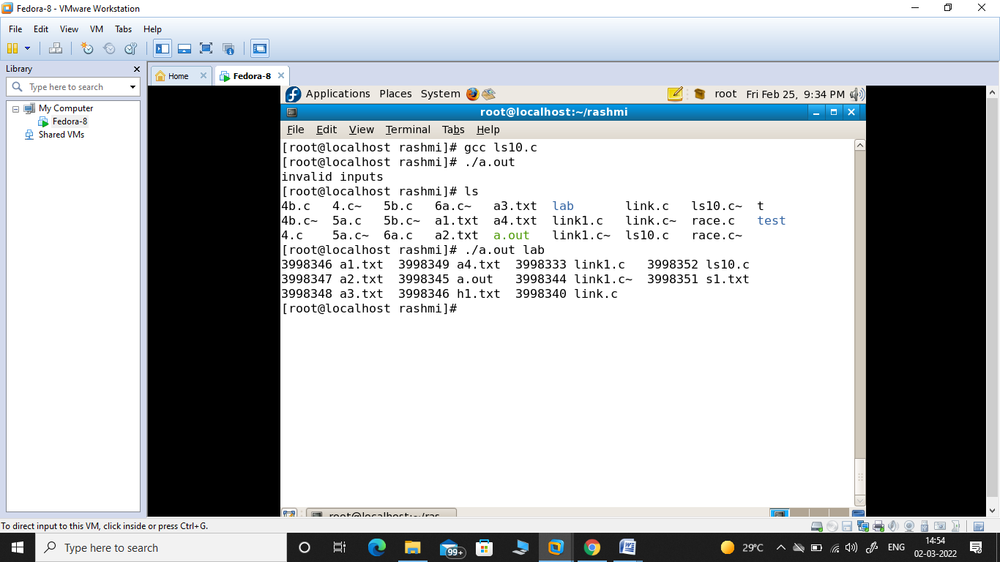 Fedora-8 - VMware Workstation
File Edit View VM Tabs Help
Library
Type here to search
My Computer
Fedora-8
Shared VMs
Home Fedora-8
Applications Places System root Fri Feb 25, 9:34 PM
root@localhost:~/rashmi
File Edit View Terminal Tabs Help
[root@localhost rashmi]# gcc ls10.c
[root@localhost rashmi]# ./a.out
invalid inputs
[root@localhost rashmi]# ls
4b.c 4.c~ 5b.c 6a.c~ a3.txt lab link.c ls10.c~ t
4b.c~ 5a.c 5b.c~ a1.txt a4.txt link1.c link.c~ race.c test
4.c 5a.c~ 6a.c a2.txt a.out link1.c~ ls10.c race.c~
[root@localhost rashmi]# ./a.out lab
3998346 a1.txt 3998349 a4.txt 3998333 link1.c 3998352 ls10.c
3998347 a2.txt 3998345 a.out 3998344 link1.c~ 3998351 s1.txt
3998348 a3.txt 3998346 h1.txt 3998340 link.c
[root@localhost rashmi]#
root@localhost:~/ras
To direct input to this VM, click inside or press Ctrl+G.
Type here to search
99+
29°C
ENG
14:54
02-03-2022